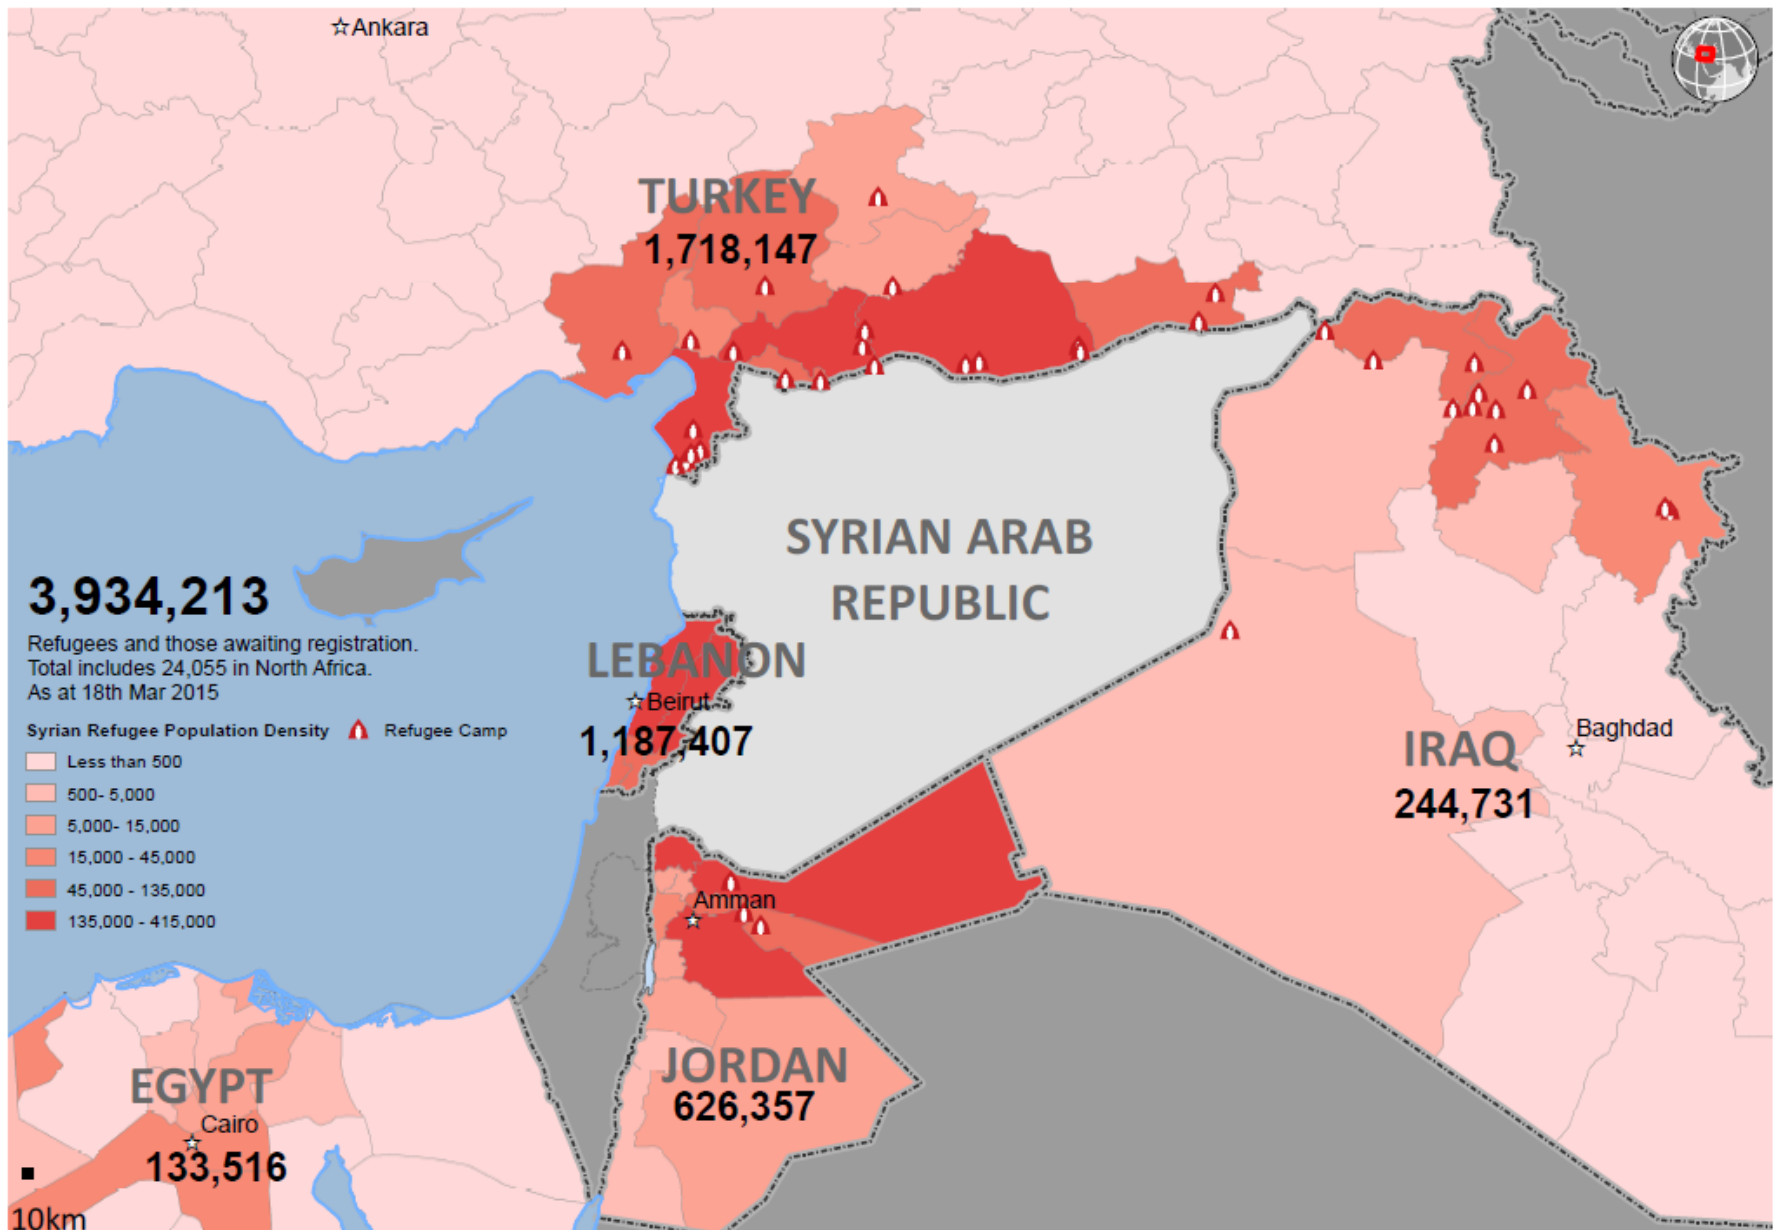 Ankara
TURKEY
1,718,147
SYRIAN ARAB
REPUBLIC
3,934,213
Refugees and those awaiting registration.
Total includes 24,055 in North Africa.
As at 18th Mar 2015
LEBANON
Beirut
1,187,407
Syrian Refugee Population Density
Refugee Camp
Less than 500
500- 5,000
5,000- 15,000
15,000 - 45,000
45,000 - 135,000
135,000 - 415,000
Baghdad
IRAQ
244,731
Amman
JORDAN
626,357
EGYPT
Cairo
133,516
10km